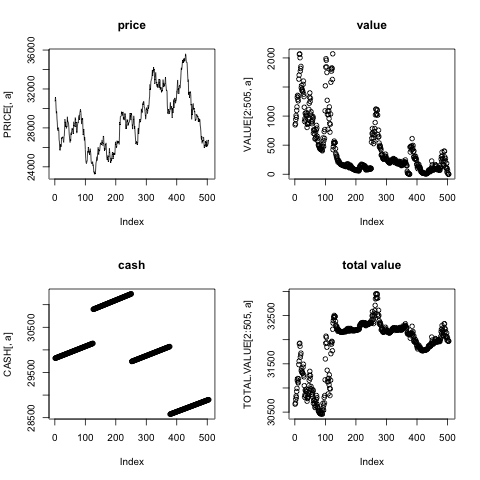 price
PRICE[, a]
24000 28000 32000 36000
0 100 200 300 400 500
Index
value
VALUE[2:505, a]
0 500 1000 2000
0 100 200 300 400 500
Index
cash
CASH[, a]
28500 29500 30500
0 100 200 300 400 500
Index
total value
TOTAL.VALUE[2:505, a]
30500 31500 32500
0 100 200 300 400 500
Index